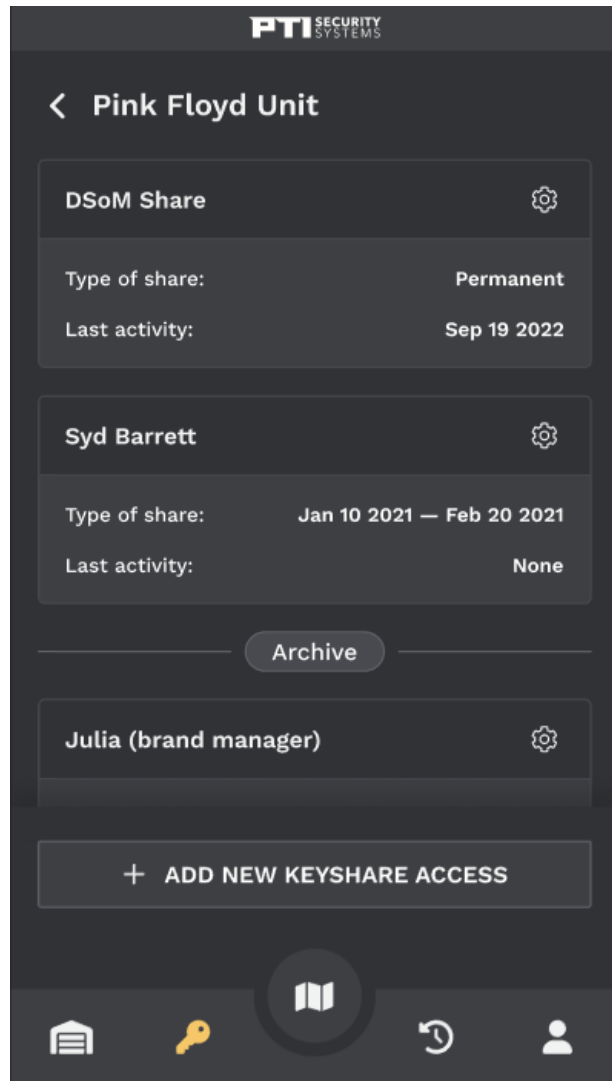 PTI SECURITY SYSTEMS
Pink Floyd Unit
DSoM Share
Type of share: Permanent
Last activity: Sep 19 2022
Syd Barrett
Type of share: Jan 10 2021 — Feb 20 2021
Last activity: None
Archive
Julia (brand manager)
+ ADD NEW KEYSHARE ACCESS